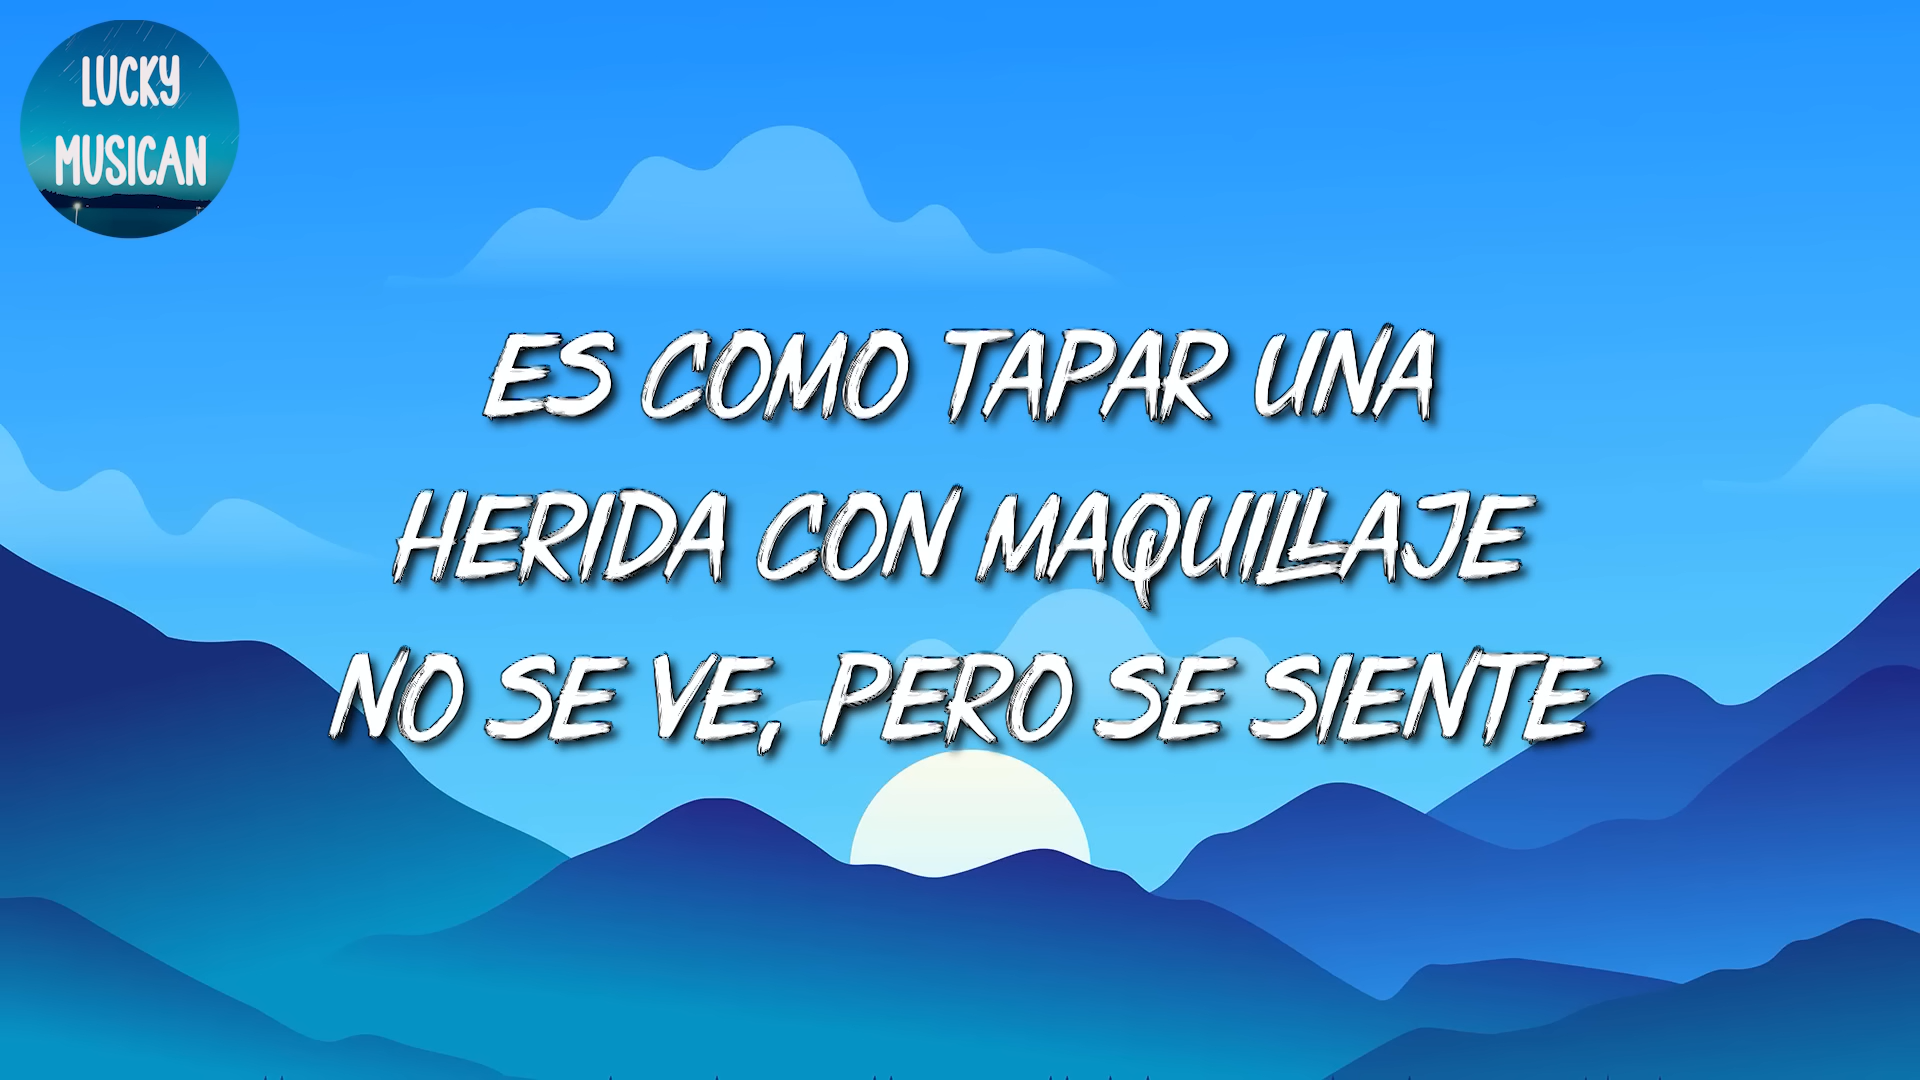 LUCKY
MUSICAN
ES COMO TAPAR UNA
HERIDA CON MAQUILLAJE
NO SE VE, PERO SE SIENTE